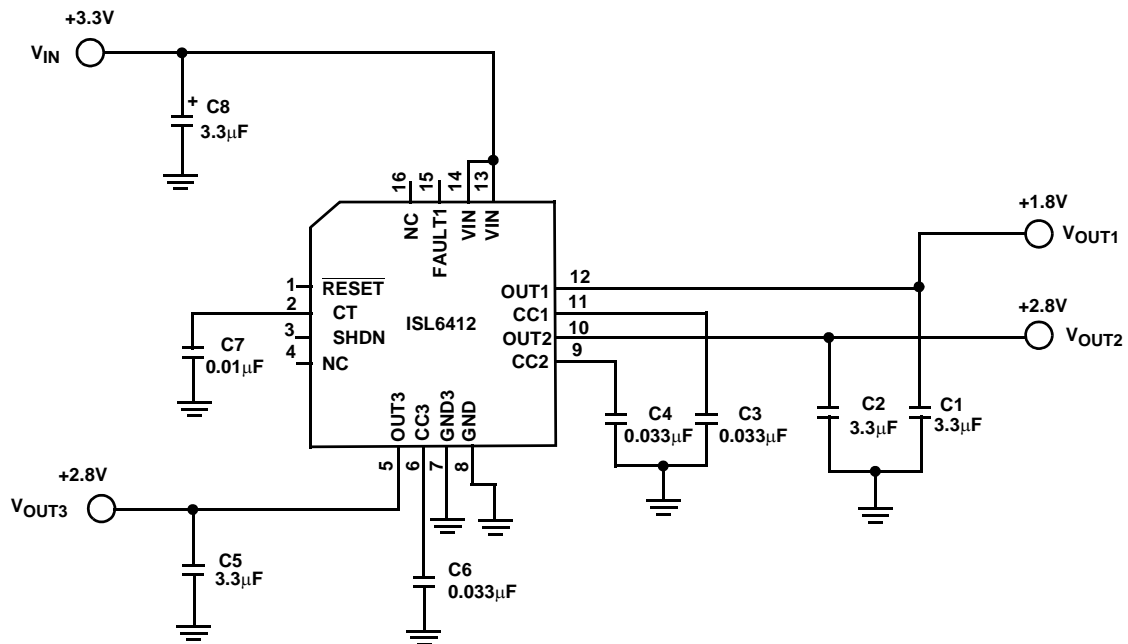 +3.3V
VIN
+
C8
3.3μF
16
15
14
13
NC
FAULT1
VIN
VIN
+1.8V
VOUT1
1
RESET
12
OUT1
2
CT
11
CC1
ISL6412
+2.8V
VOUT2
3
SHDN
10
OUT2
4
NC
9
CC2
C7
0.01μF
OUT3
CC3
GND3
GND
5
6
7
8
C4
0.033μF
C3
0.033μF
C2
3.3μF
C1
3.3μF
+2.8V
VOUT3
C5
3.3μF
C6
0.033μF